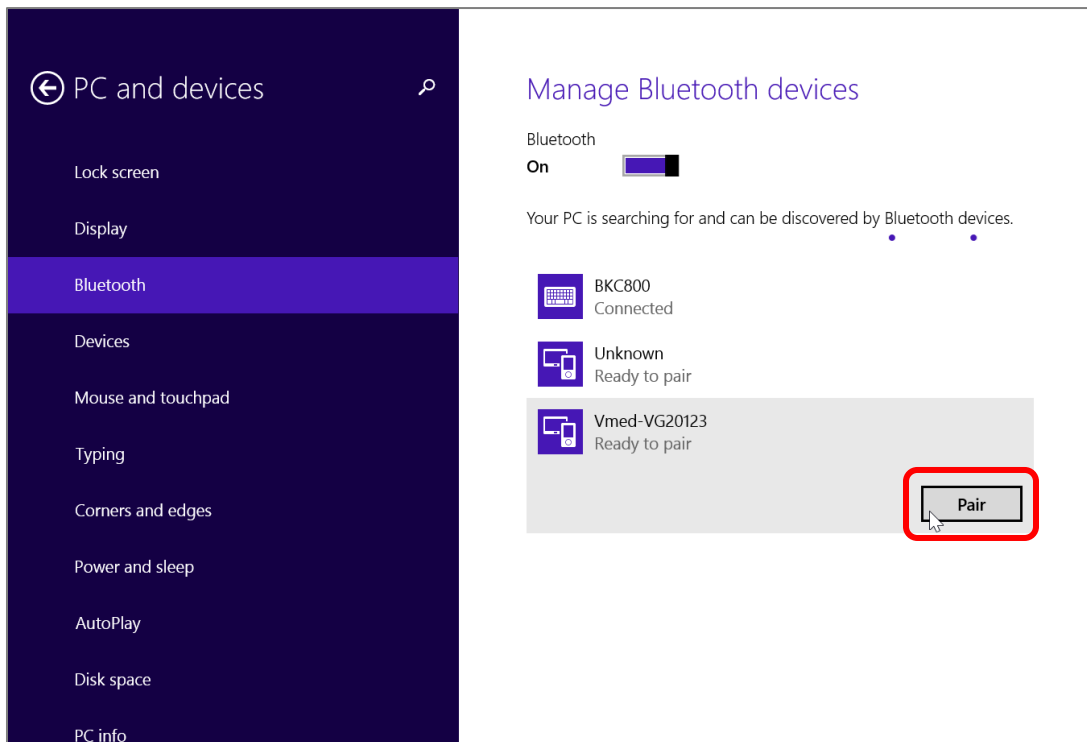 PC and devices
Lock screen
Display
Bluetooth
Devices
Mouse and touchpad
Typing
Corners and edges
Power and sleep
AutoPlay
Disk space
PC info
Manage Bluetooth devices
Bluetooth
On
Your PC is searching for and can be discovered by Bluetooth devices.
BKC800
Connected
Unknown
Ready to pair
Vmed-VG20123
Ready to pair
Pair